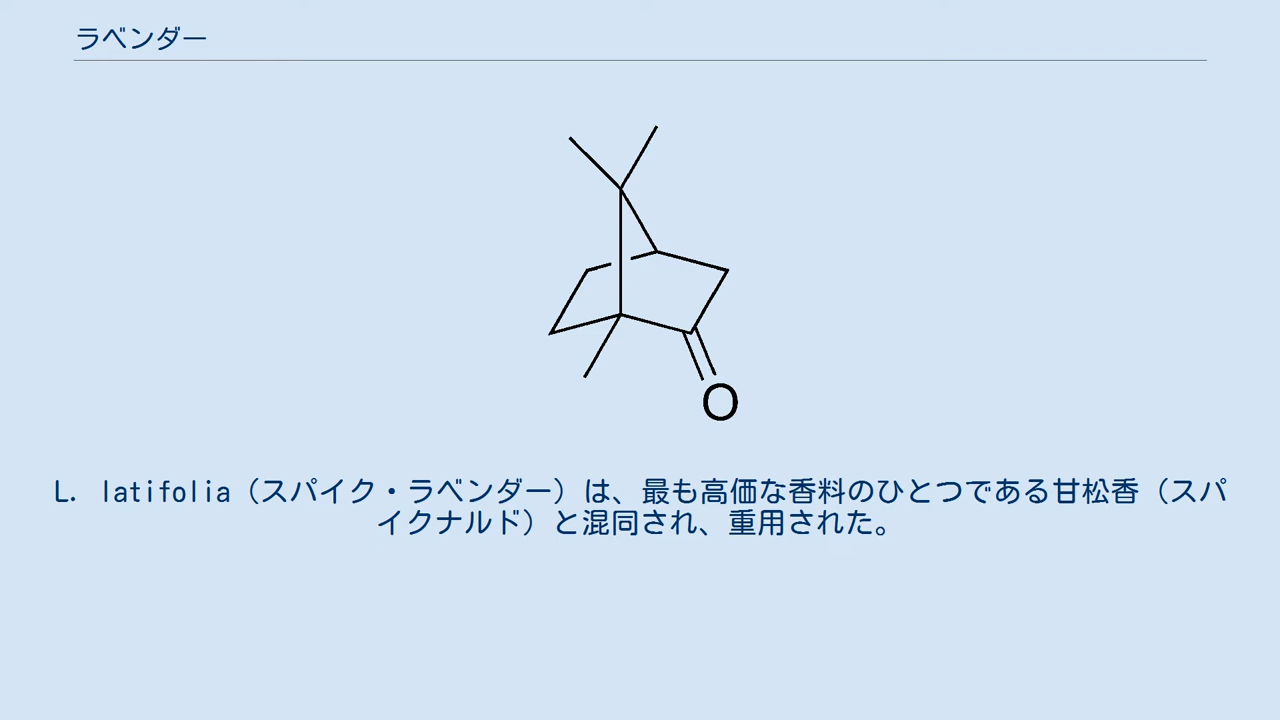 ラベンダー
O
L. latifolia（スパイク・ラベンダー）は、最も高価な香料のひとつである甘松香（スパ
イクナルド）と混同され、重用された。